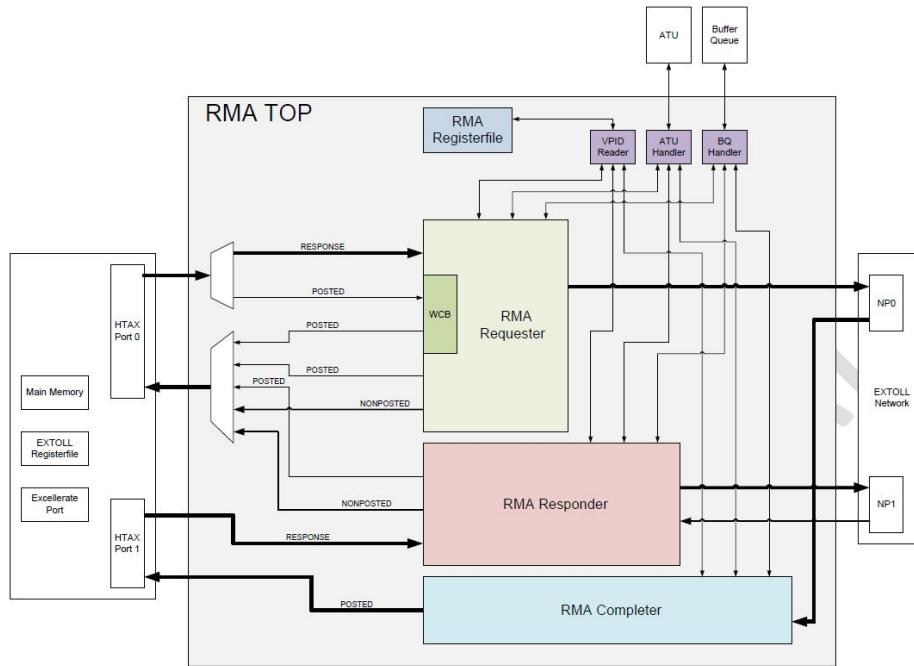 ATU
Buffer
Queue
RMA TOP
RMA
Registerfile
VPID
Reader
ATU
Handler
BQ
Handler
RESPONSE
HTAX
Port 0
POSTED
WCB
RMA
Requester
NP0
POSTED
POSTED
POSTED
NONPOSTED
Main Memory
EXTOLL
Network
EXTOLL
Registerfile
Excellerate
Port
RMA Responder
NONPOSTED
NP1
HTAX
Port 1
RESPONSE
POSTED
RMA Completer